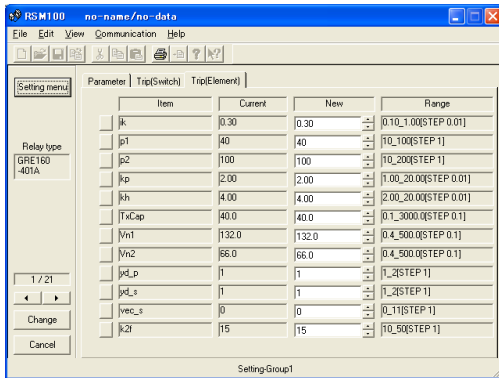 RSM100 no-name/no-data
File Edit View Communication Help
Setting menu
Parameter Trip(Switch) Trip(Element)
Item Current New Range
ik 0.30 0.30 0.10_1.00[STEP 0.01]
p1 40 40 10_100[STEP 1]
p2 100 100 10_200[STEP 1]
kp 2.00 2.00 1.00_20.00[STEP 0.01]
kh 4.00 4.00 2.00_20.00[STEP 0.01]
TxCap 40.0 40.0 0.1_3000.0[STEP 0.1]
Vn1 132.0 132.0 0.4_500.0[STEP 0.1]
Vn2 66.0 66.0 0.4_500.0[STEP 0.1]
yd_p 1 1 1_2[STEP 1]
yd_s 1 1 1_2[STEP 1]
vec_s 0 0 0_11[STEP 1]
k2f 15 15 10_50[STEP 1]
Relay type
GRE160
-401A
1 / 21
Change
Cancel
Setting-Group1